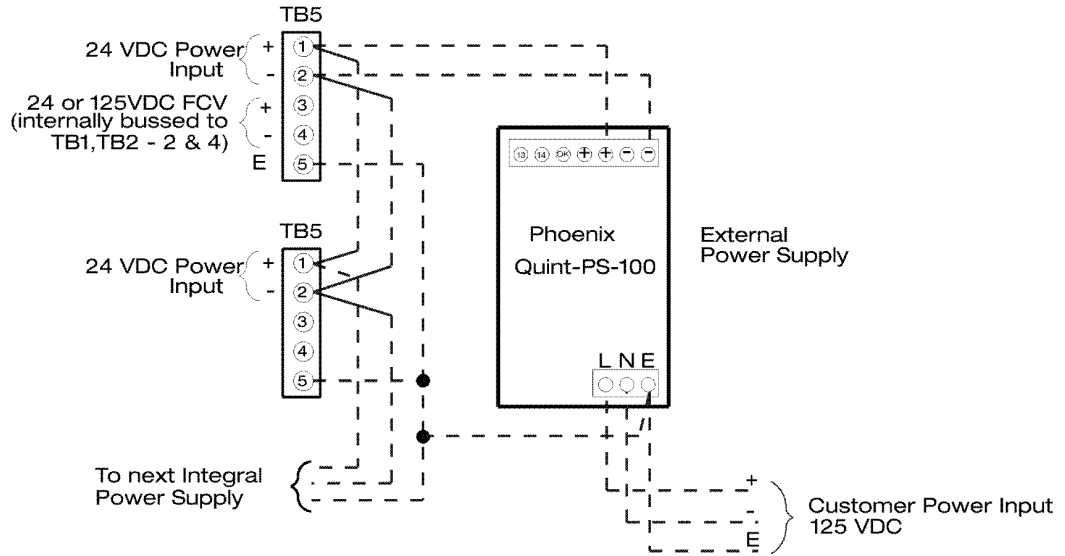 TB5
24 VDC Power
Input
+
-
1
2
3
4
5
24 or 125VDC FCV
(internally bussed to
TB1,TB2 - 2 & 4)
+
-
E
TB5
24 VDC Power
Input
+
-
1
2
3
4
5
To next Integral
Power Supply
13 14 OK + + - -
Phoenix
Quint-PS-100
L N E
External
Power Supply
+
-
E
Customer Power Input
125 VDC